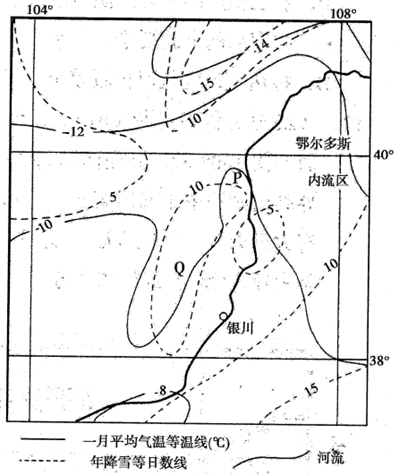 104°
108°
-14
15
10
-12
鄂尔多斯
40°
P
10
内流区
5
-10
5
10
Q
银川
38°
-8
15
一月平均气温等温线(℃)
年降雪等日数线
河流